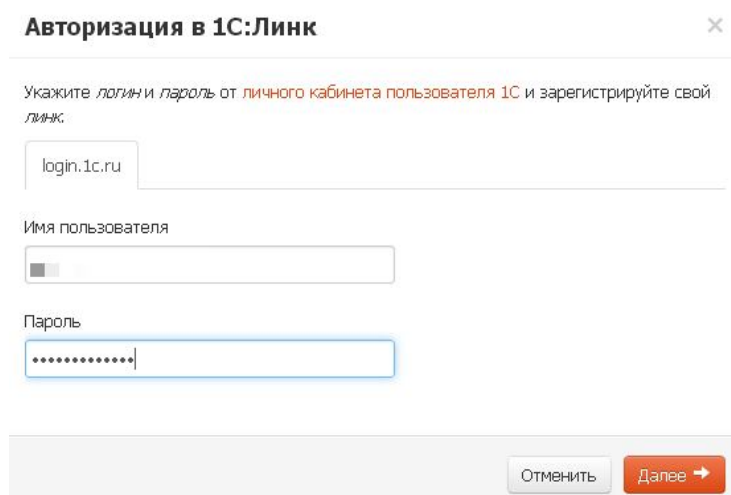 Авторизация в 1С:Линк
Укажите логин и пароль от личного кабинета пользователя 1С и зарегистрируйте свой
линк.
login.1c.ru
Имя пользователя
Пароль
•••••••••••••
Отменить
Далее →